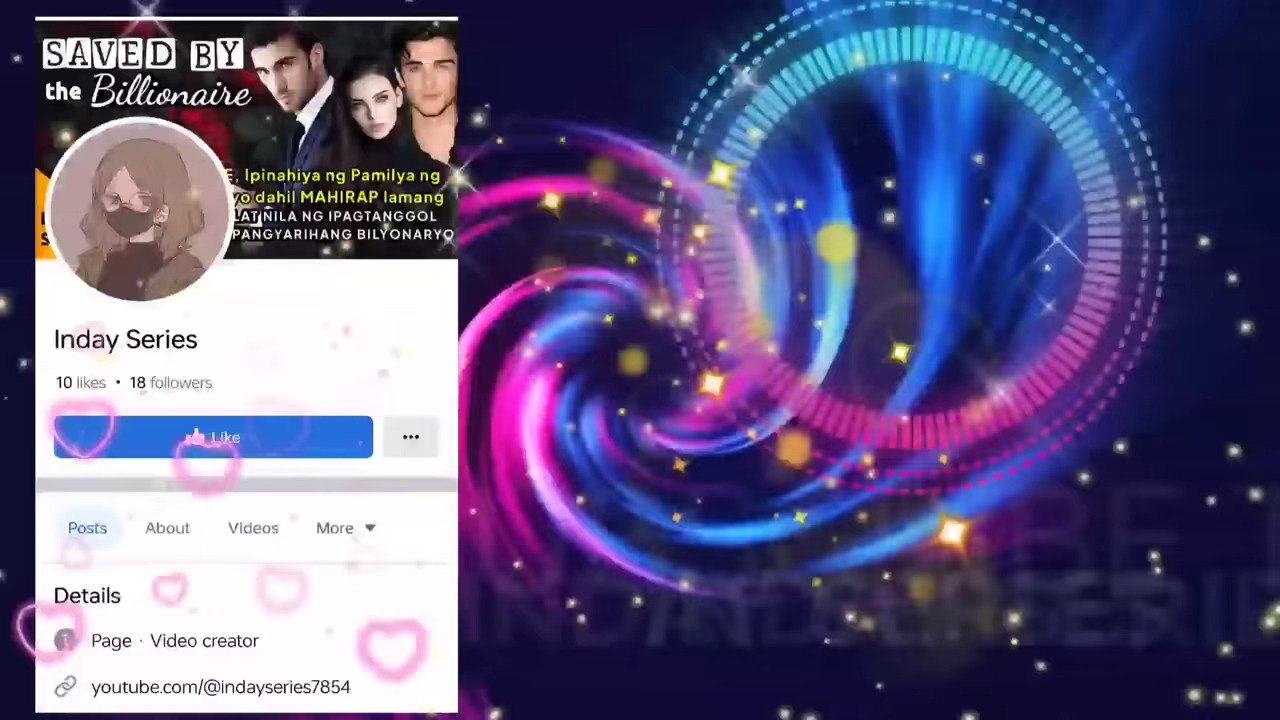 SAVED BY
the Billionaire
Ipinahiya ng Pamilya ng
dahil MAHIRAP lamang
NILA NG IPAGTANGGOL
PANGYARIHANG BILYONARYO
Inday Series
10 likes • 18 followers
Like
Posts About Videos More
Details
Page · Video creator
youtube.com/@indayseries7854